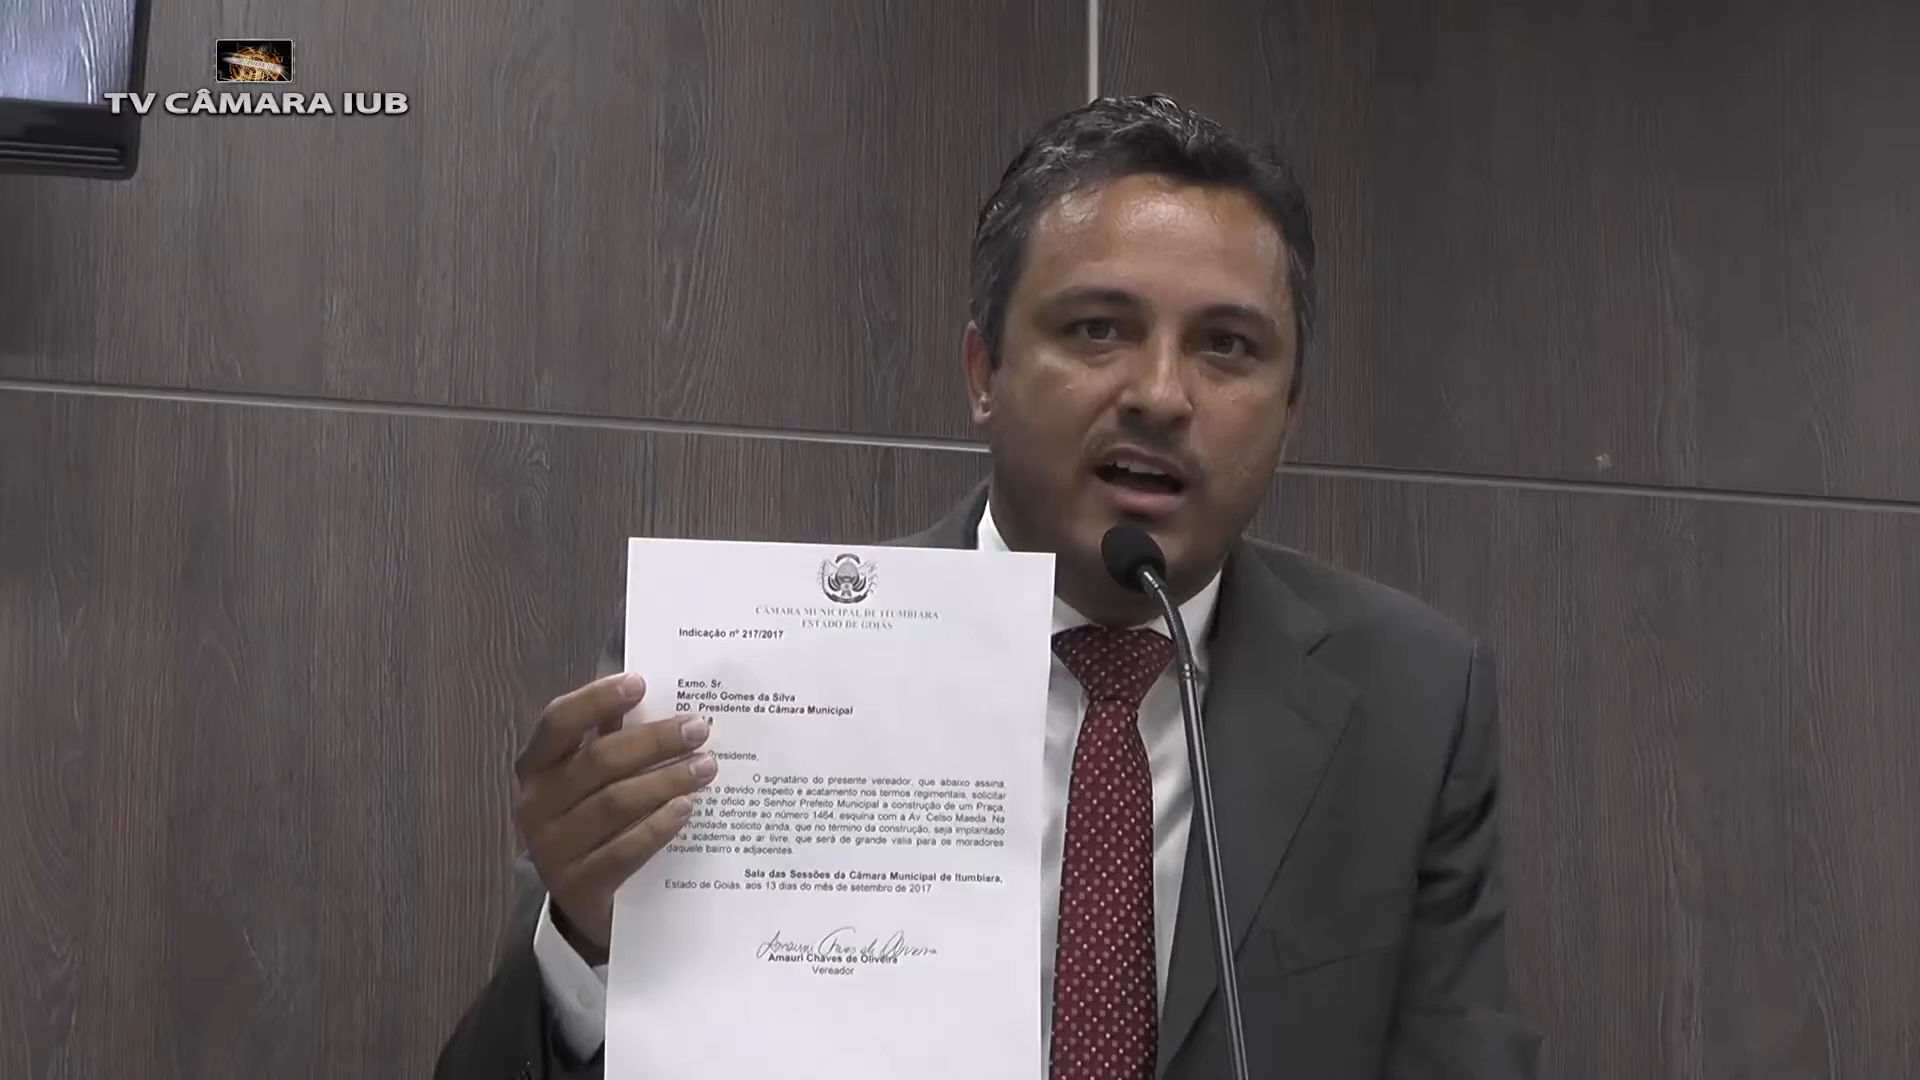 TV CÂMARA IUB
CÂMARA MUNICIPAL DE ITUMBIARA
ESTADO DE GOIÁS
Indicação nº 217/2017
Exmo. Sr.
Marcello Gomes da Silva
DD. Presidente da Câmara Municipal
Presidente,
O signatário do presente vereador, que abaixo assina,
o devido respeito e acatamento nos termos regimentais, solicitar
de oficio ao Senhor Prefeito Municipal a construção de um Praça,
M, defronte ao número 1464, esquina com a Av. Celso Maeda. Na
solicito ainda, que no término da construção, seja implantado
academia ao ar livre, que será de grande valia para os moradores
daquele bairro e adjacentes.
Sala das Sessões da Câmara Municipal de Itumbiara,
Estado de Goiás, aos 13 dias do mês de setembro de 2017
Amauri Chaves de Oliveira
Amauri Chaves de Oliveira
Vereador